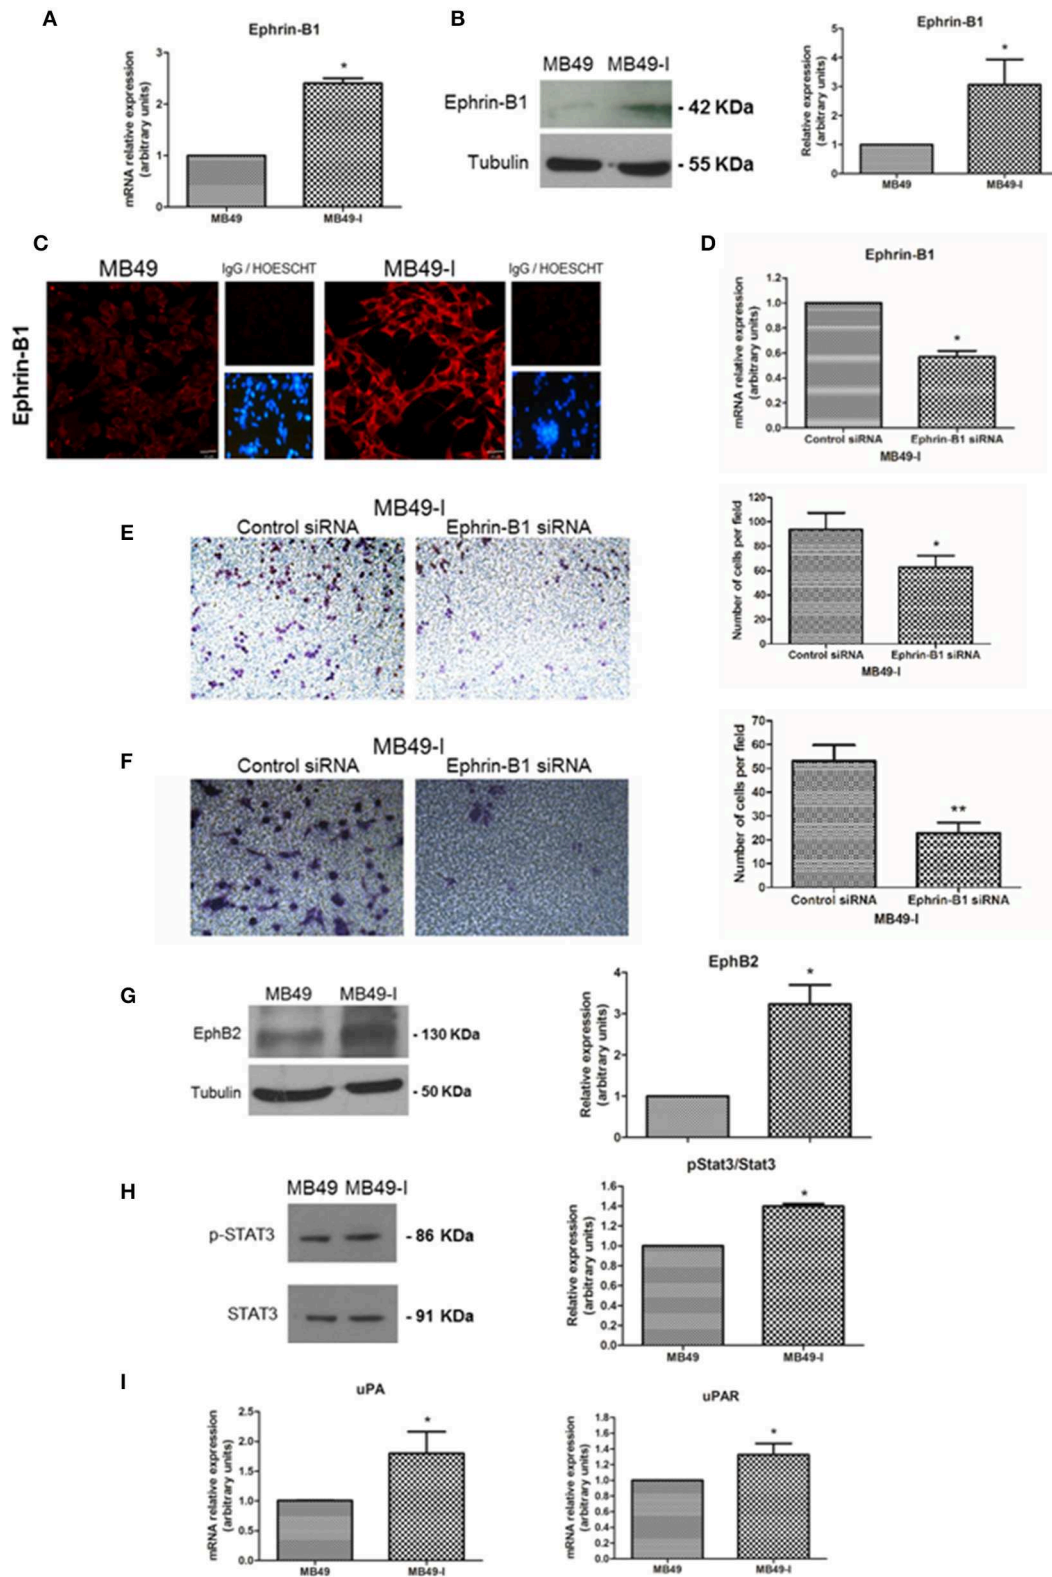 A
Ephrin-B1
mRNA relative expression
(arbitrary units)
3
2
1
0
MB49
MB49-I
*
B
MB49 MB49-I
Ephrin-B1
- 42 KDa
Tubulin
- 55 KDa
Ephrin-B1
Relative expression
(arbitrary units)
5
4
3
2
1
0
MB49
MB49-I
*
C
MB49
IgG / HOESCHT
MB49-I
IgG / HOESCHT
Ephrin-B1
D
Ephrin-B1
mRNA relative expression
(arbitrary units)
1.2
1.0
0.8
0.6
0.4
0.2
0.0
*
Control siRNA
Ephrin-B1 siRNA
MB49-I
E
MB49-I
Control siRNA
Ephrin-B1 siRNA
Number of cells per field
120
100
80
60
40
20
0
*
Control siRNA
Ephrin-B1 siRNA
MB49-I
F
MB49-I
Control siRNA
Ephrin-B1 siRNA
Number of cells per field
70
60
50
40
30
20
10
0
**
Control siRNA
Ephrin-B1 siRNA
MB49-I
G
MB49 MB49-I
EphB2
- 130 KDa
Tubulin
- 50 KDa
EphB2
Relative expression
(arbitrary units)
4
3
1
0
*
H
MB49 MB49-I
p-STAT3
- 86 KDa
STAT3
- 91 KDa
pStat3/Stat3
Relative expression
(arbitrary units)
1.6
1.4
1.2
1.0
0.8
0.6
0.4
0.2
0.0
*
MB49
MB49-I
I
uPA
mRNA relative expression
(arbitrary units)
2.5
2.0
1.5
1.0
0.5
0.0
*
MB49
MB49-I
uPAR
mRNA relative expression
(arbitrary units)
1.8
1.6
1.4
1.2
1.0
0.8
0.6
0.4
0.2
0.0
*
MB49
MB49-I